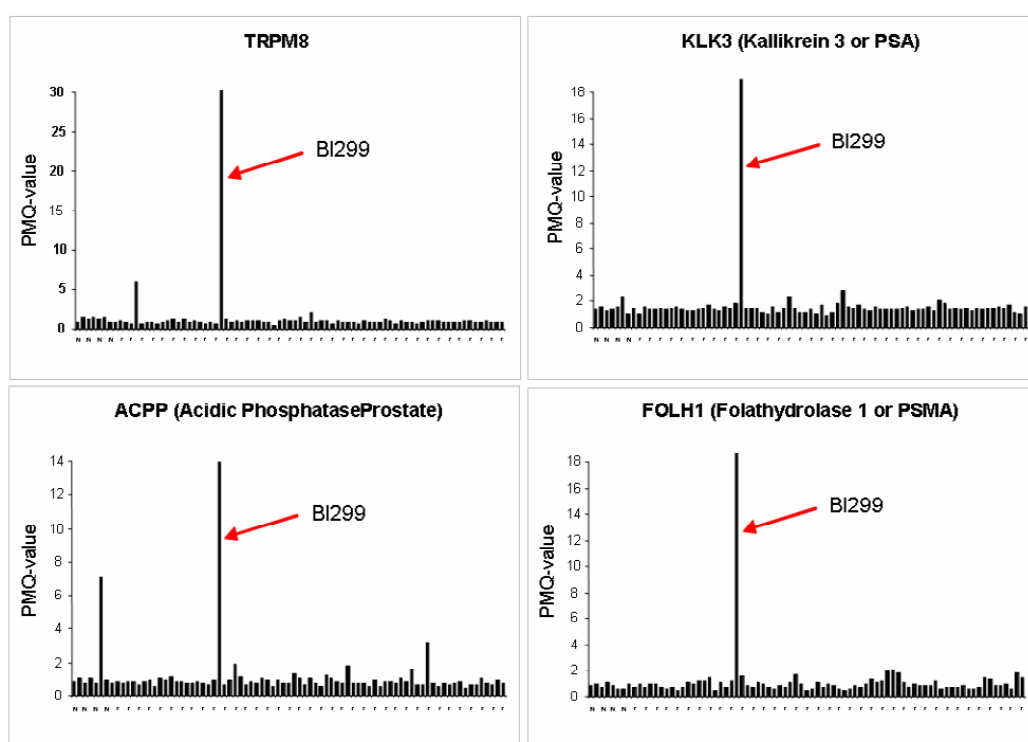 TRPM8
PMQ-value
30
25
20
15
10
5
0
BI299
N N N N r r r r r r r r r r r r r r r r r r r r r r r r r r r r r r r r r r r r
KLK3 (Kallikrein 3 or PSA)
PMQ-value
18
16
14
12
10
8
6
4
2
0
BI299
N N N N r r r r r r r r r r r r r r r r r r r r r r r r r r r r r r r r r r r r
ACPP (Acidic PhosphataseProstate)
PMQ-value
14
12
10
8
6
4
2
0
BI299
N N N N r r r r r r r r r r r r r r r r r r r r r r r r r r r r r r r r r r r r
FOLH1 (Folathydrolase 1 or PSMA)
PMQ-value
18
16
14
12
10
8
6
4
2
0
BI299
N N N N r r r r r r r r r r r r r r r r r r r r r r r r r r r r r r r r r r r r